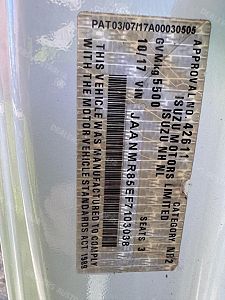 APPROVAL NO. 42611 CATEGORY NB2
ISUZU MOTORS LIMITED
ISUZU NH NL SEATS 3
GVM kg 5500
10/17 VIN JAANMR85EF7103038
THIS VEHICLE WAS MANUFACTURED TO COMPLY
WITH THE MOTOR VEHICLE STANDARDS ACT 1989
PAT03/07/17A00030505